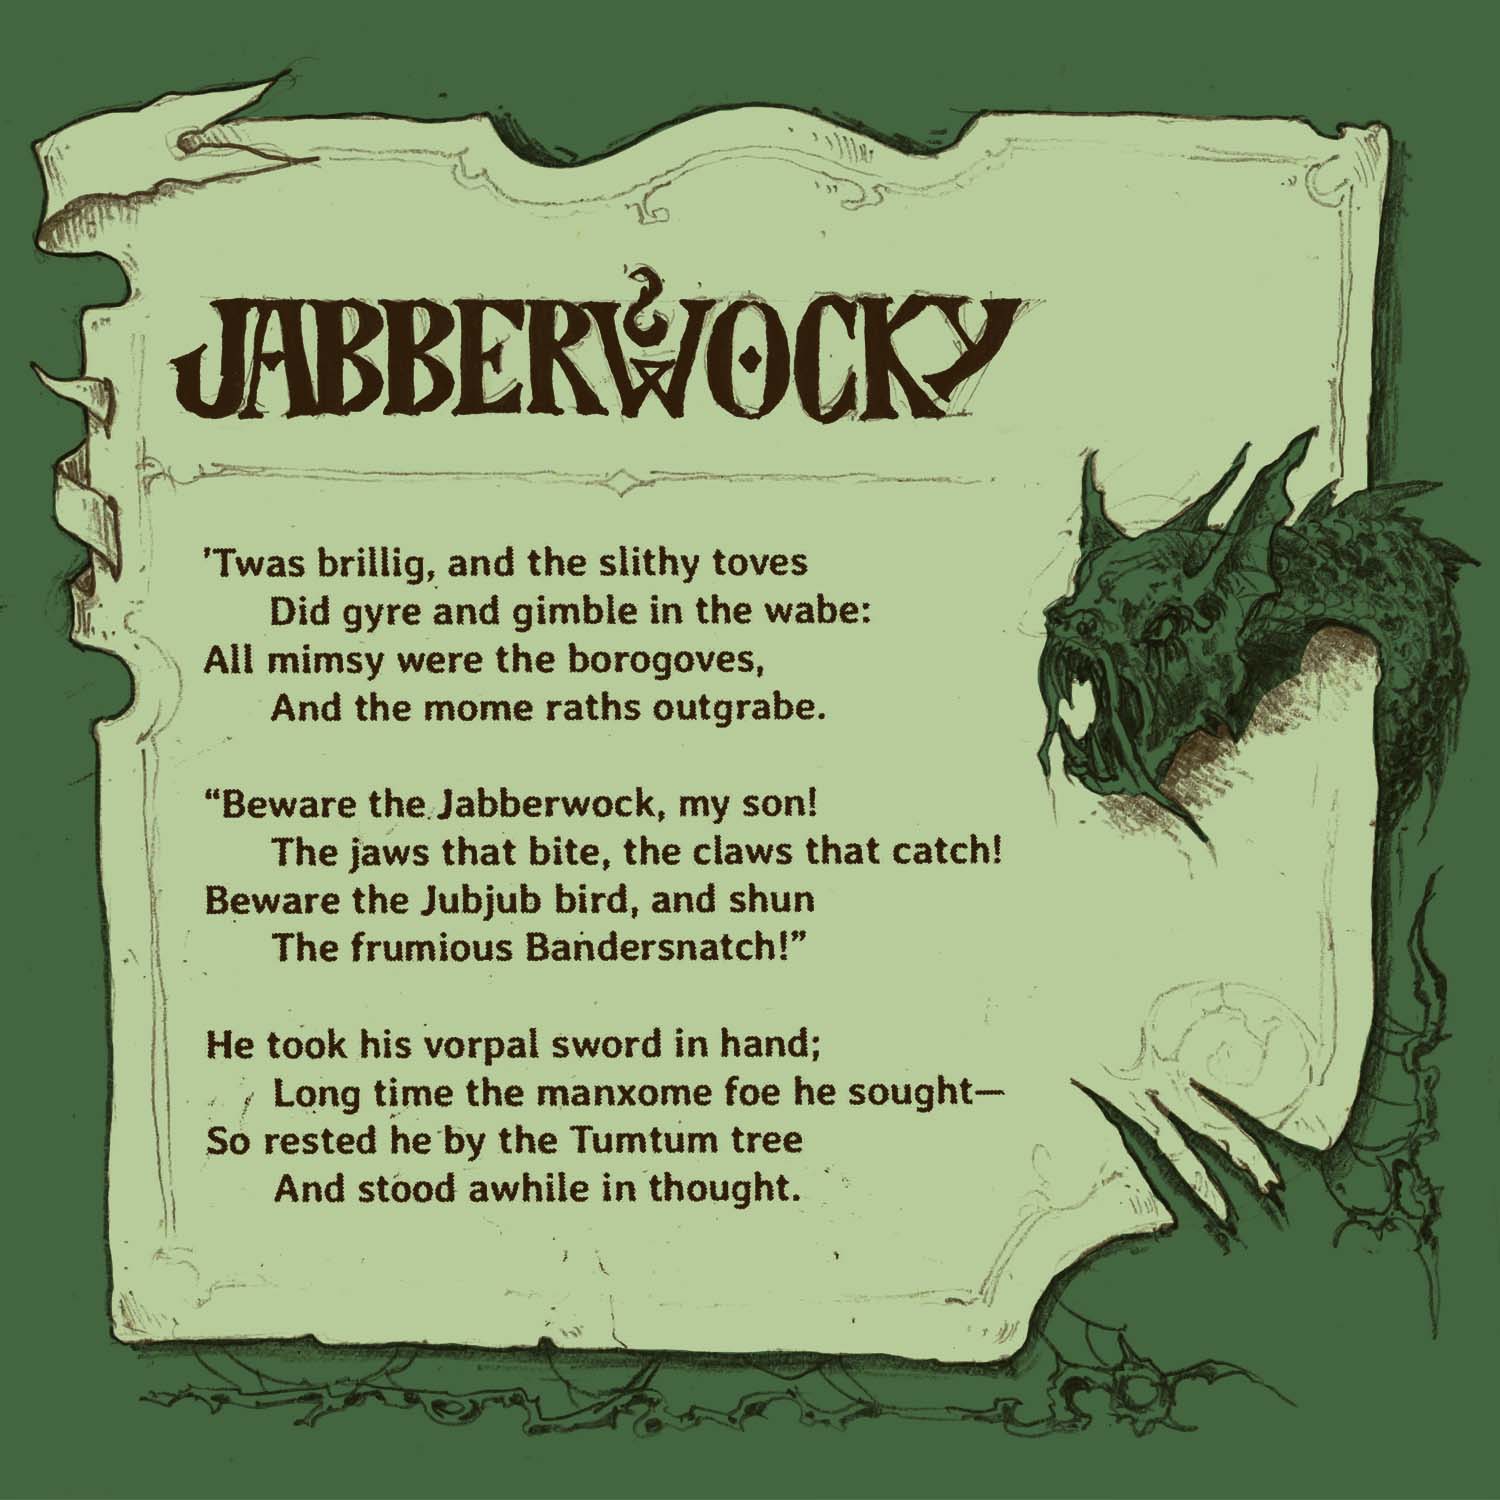 JABBERWOCKY
’Twas brillig, and the slithy toves
Did gyre and gimble in the wabe:
All mimsy were the borogoves,
And the mome raths outgrabe.
“Beware the Jabberwock, my son!
The jaws that bite, the claws that catch!
Beware the Jubjub bird, and shun
The frumious Bandersnatch!”
He took his vorpal sword in hand;
Long time the manxome foe he sought—
So rested he by the Tumtum tree
And stood awhile in thought.